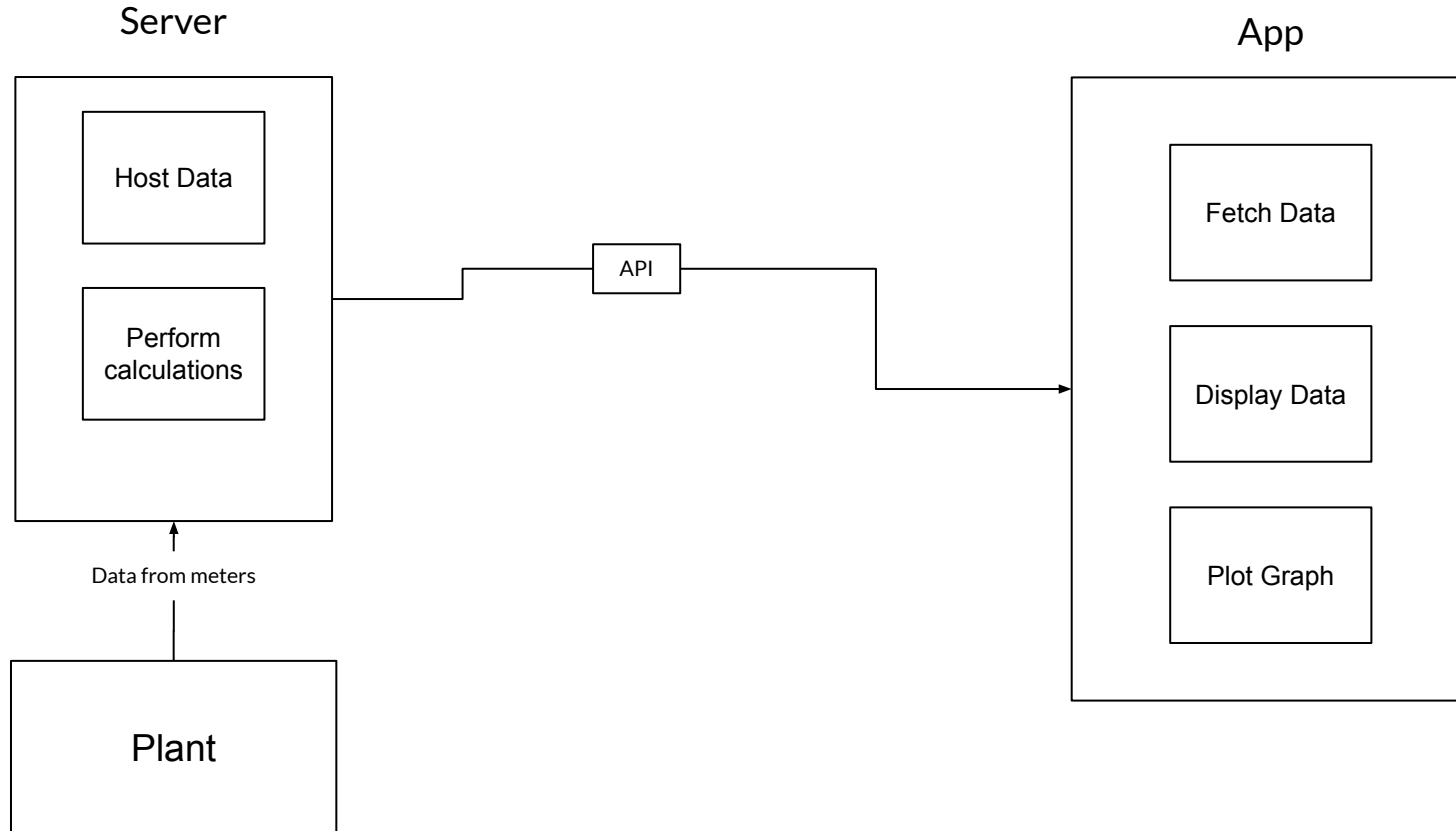 Server
App
Host Data
Fetch Data
API
Perform
calculations
Display Data
Data from meters
Plot Graph
Plant